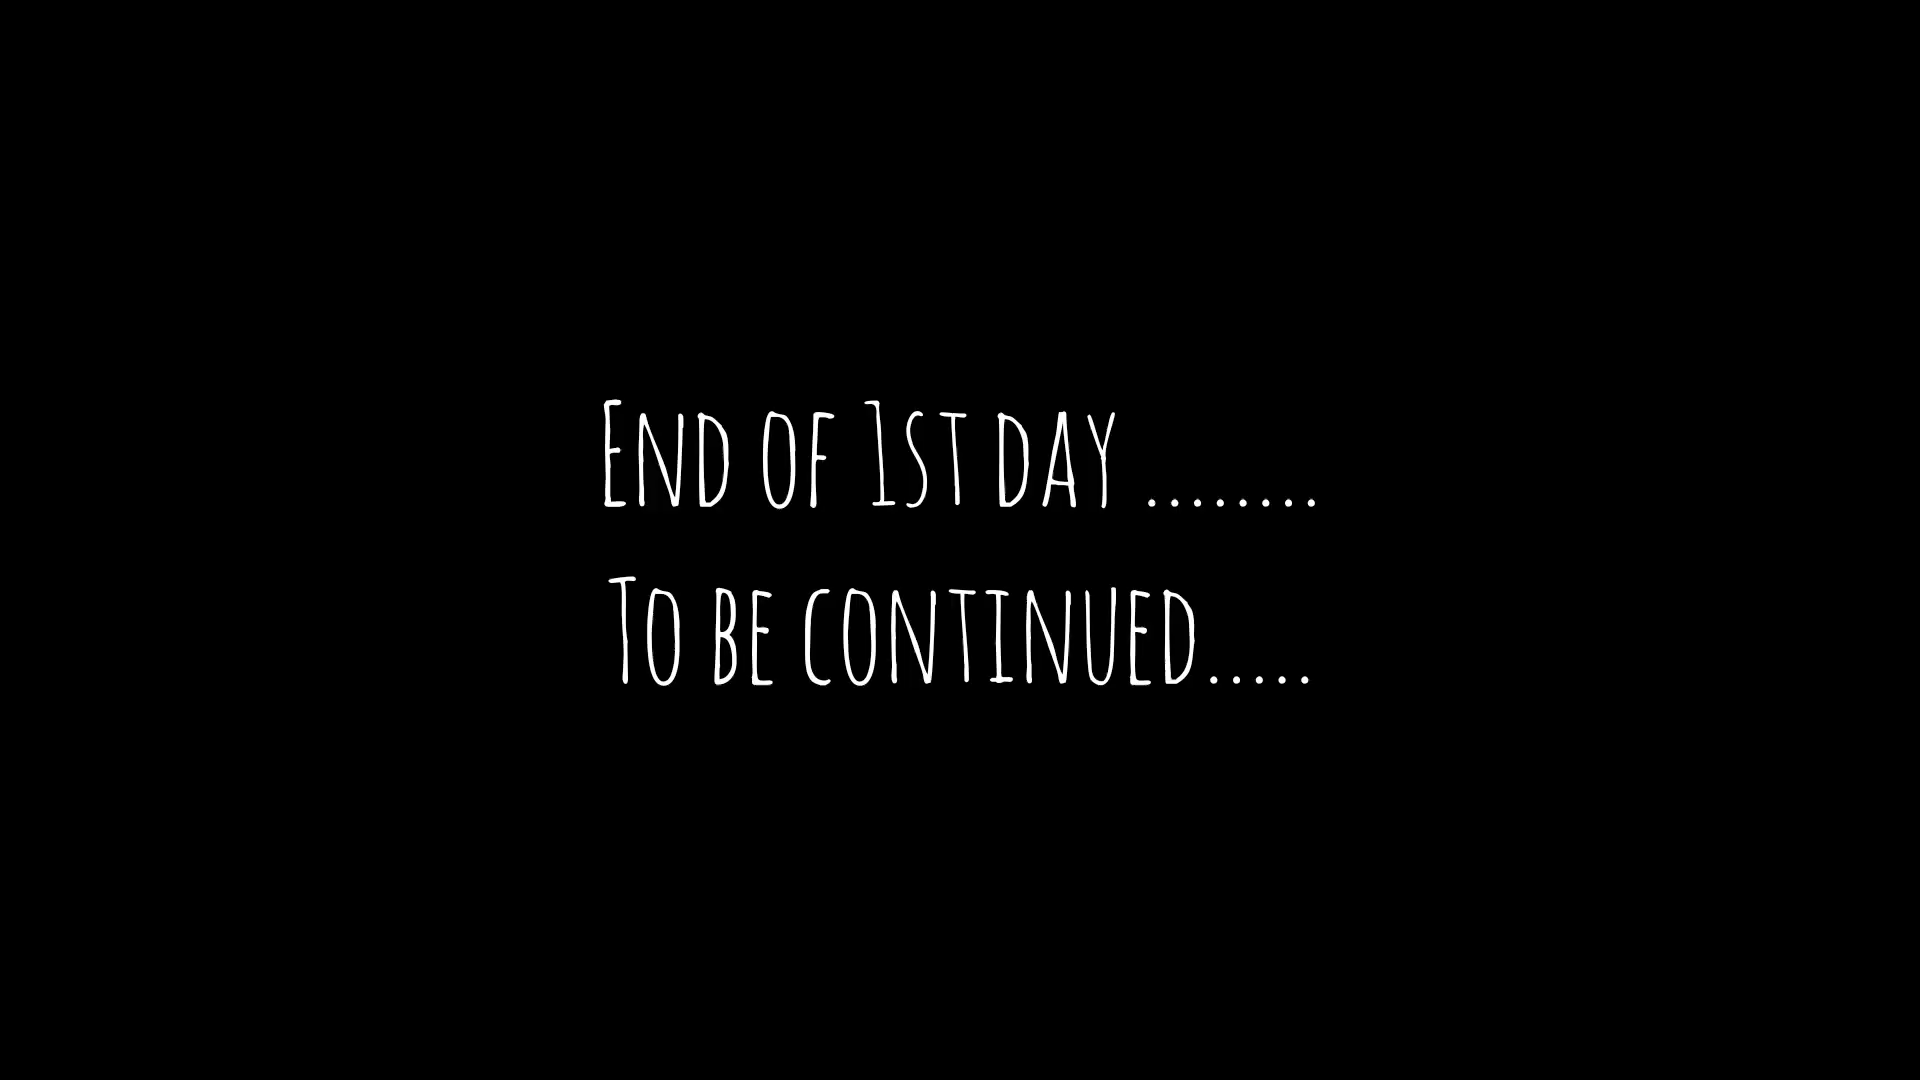 End of 1st day ........
To be continued.....